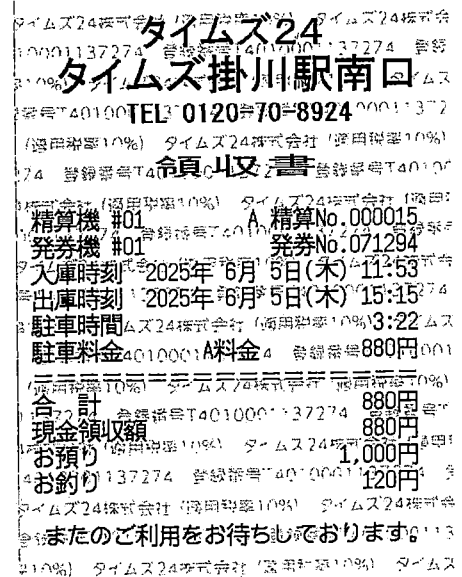 タイムズ24
タイムズ掛川駅南口
TEL 0120-70-8924
領収書
精算機 #01 A 精算No.000015
発券機 #01 発券No.071294
入庫時刻 2025年 6月 5日(木) 11:53
出庫時刻 2025年 6月 5日(木) 15:15
駐車時間 3:22
駐車料金 A料金 880円
合 計 880円
現金領収額 880円
お預り 1,000円
お釣り 120円
またのご利用をお待ちしております。